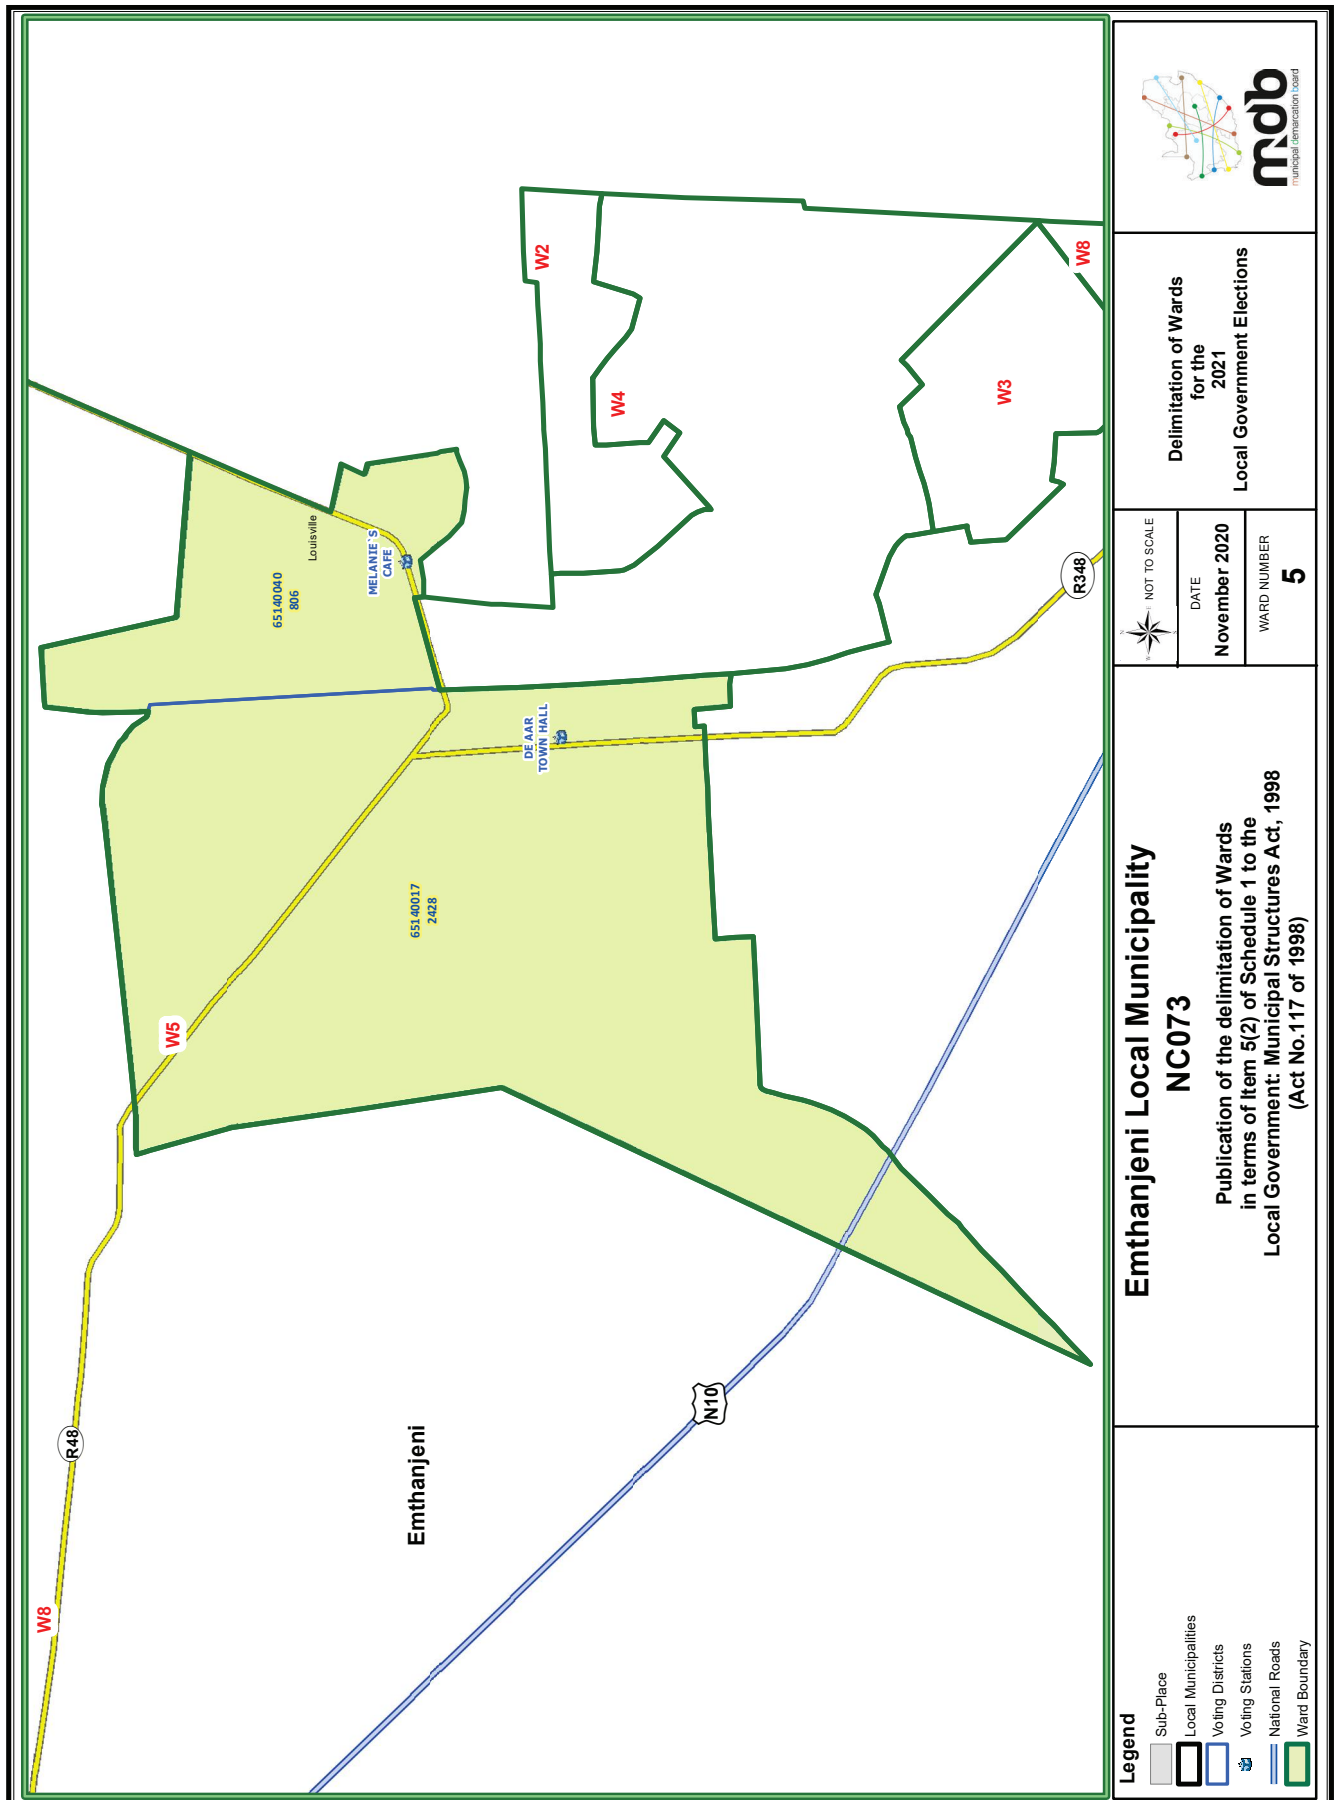 W8
R48
W5
65140040
806
Louisville
MELANIE`S
CAFE
65140017
2428
Emthanjeni
DE AAR
TOWN HALL
W2
W4
N10
W3
W8
R348
Legend
Sub-Place
Local Municipalities
Voting Districts
Voting Stations
National Roads
Ward Boundary
Emthanjeni Local Municipality
NC073
Publication of the delimitation of Wards
in terms of Item 5(2) of Schedule 1 to the
Local Government: Municipal Structures Act, 1998
(Act No.117 of 1998)
N
W
E
S
NOT TO SCALE
DATE
November 2020
WARD NUMBER
5
Delimitation of Wards
for the
2021
Local Government Elections
mdb
municipal demarcation board